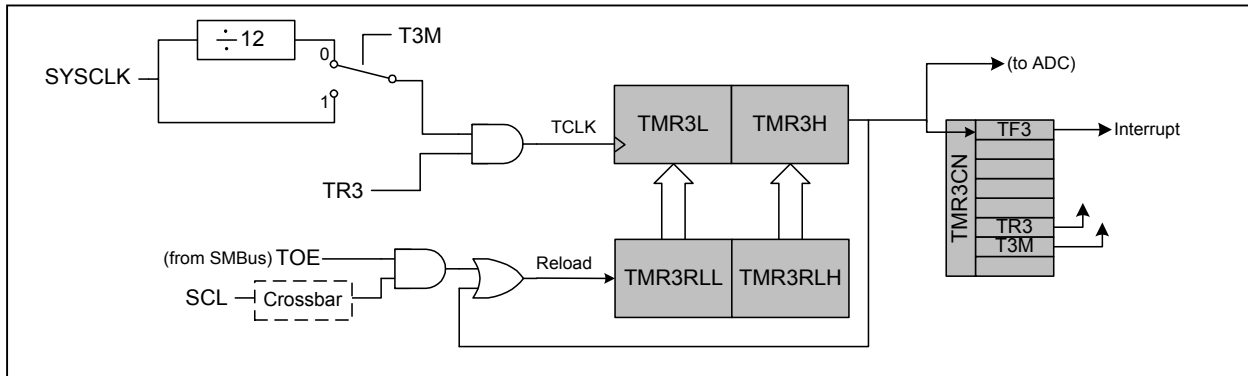 ÷ 12
T3M
0
SYSCLK
1
(to ADC)
TCLK
TMR3L
TMR3H
TF3
Interrupt
TR3
TMR3CN
TR3
T3M
(from SMBus) TOE
Reload
TMR3RLL
TMR3RLH
SCL
Crossbar